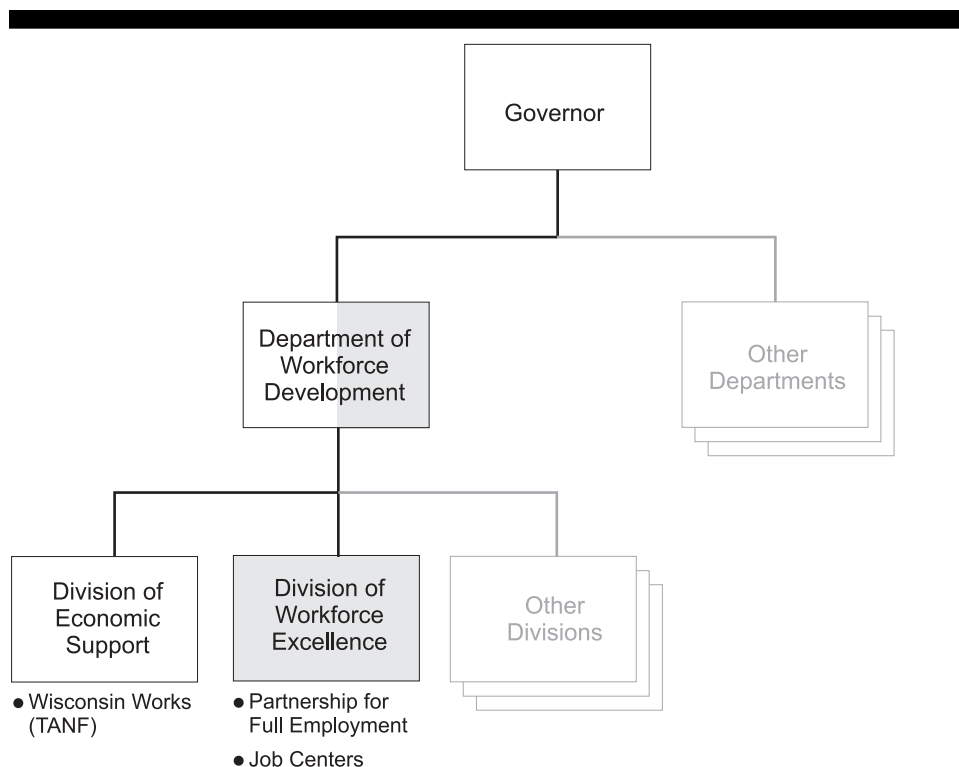 Governor
Department of
Workforce
Development
Other
Departments
Division of
Economic
Support
Division of
Workforce
Excellence
Other
Divisions
● Wisconsin Works
(TANF)
● Partnership for
Full Employment
● Job Centers